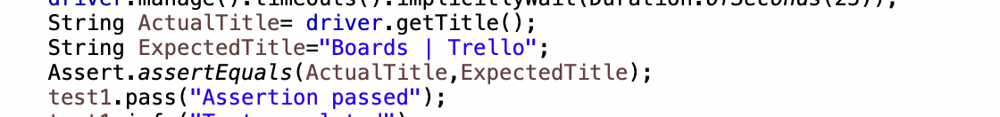 driver.manage().timeouts().implicitlyWait(Duration.ofSeconds(25));
String ActualTitle= driver.getTitle();
String ExpectedTitle="Boards | Trello";
Assert.assertEquals(ActualTitle,ExpectedTitle);
test1.pass("Assertion passed");